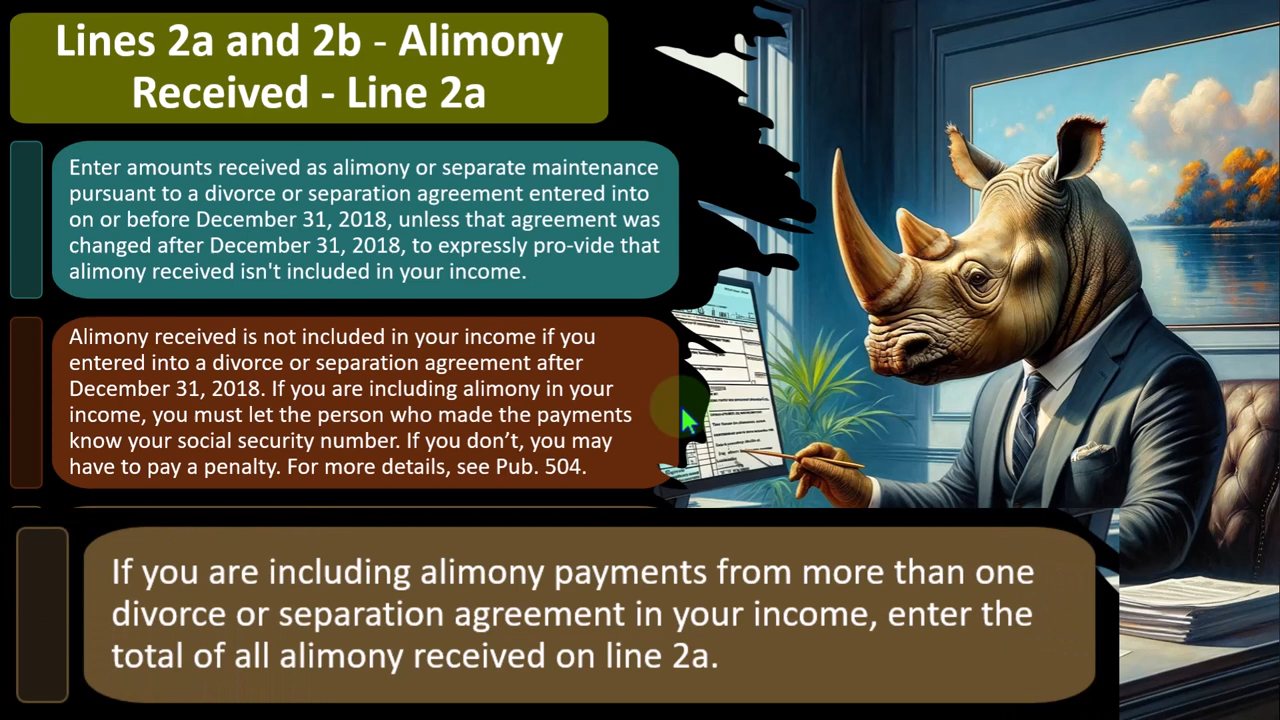 Lines 2a and 2b - Alimony
Received - Line 2a
Enter amounts received as alimony or separate maintenance
pursuant to a divorce or separation agreement entered into
on or before December 31, 2018, unless that agreement was
changed after December 31, 2018, to expressly pro-vide that
alimony received isn't included in your income.
Alimony received is not included in your income if you
entered into a divorce or separation agreement after
December 31, 2018. If you are including alimony in your
income, you must let the person who made the payments
know your social security number. If you don’t, you may
have to pay a penalty. For more details, see Pub. 504.
If you are including alimony payments from more than one
divorce or separation agreement in your income, enter the
total of all alimony received on line 2a.